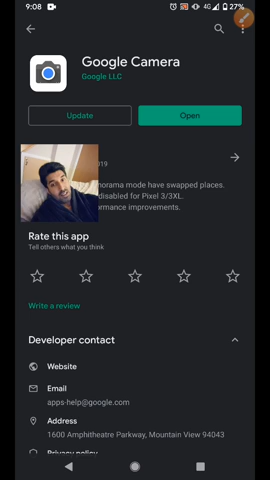 9:08
4G
27%
Google Camera
Google LLC
Update
Open
2019
norama mode have swapped places.
disabled for Pixel 3/3XL.
ormance improvements.
Rate this app
Tell others what you think
Write a review
Developer contact
Website
Email
apps-help@google.com
Address
1600 Amphitheatre Parkway, Mountain View 94043
Privacy policy